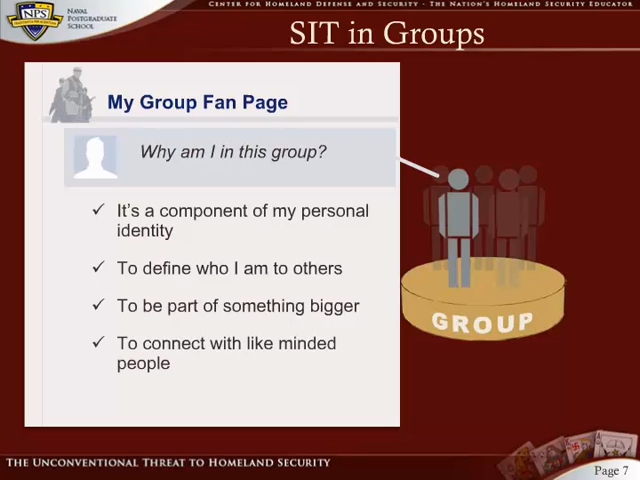 Center for Homeland Defense and Security - The Nation's Homeland Security Educator
NPS
Naval
Postgraduate
School
SIT in Groups
My Group Fan Page
Why am I in this group?
✓ It's a component of my personal
identity
✓ To define who I am to others
✓ To be part of something bigger
✓ To connect with like minded
people
GROUP
The Unconventional Threat to Homeland Security
Page 7